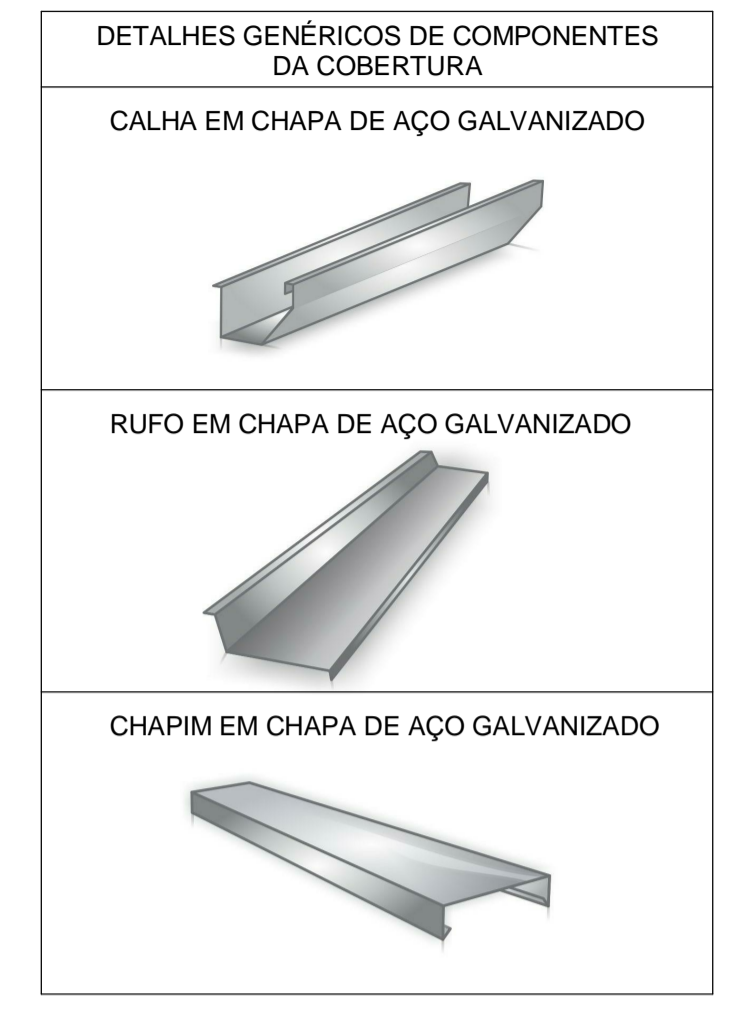 DETALHES GENÉRICOS DE COMPONENTES
DA COBERTURA
CALHA EM CHAPA DE AÇO GALVANIZADO
RUFO EM CHAPA DE AÇO GALVANIZADO
CHAPIM EM CHAPA DE AÇO GALVANIZADO